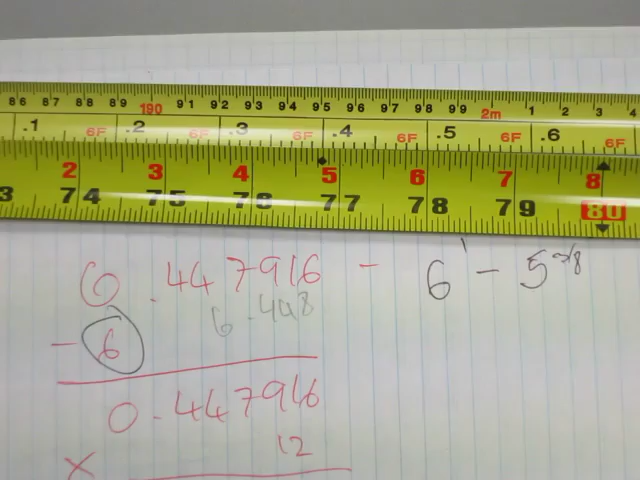 86 87 88 89 190 91 92 93 94 95 96 97 98 99 2m 1 2 3 4
.1 6F .2 6F .3 6F .4 6F .5 6F .6 6F
2 3 4 5 6 7 8
3 74 75 76 77 78 79 80
6.447916 - 6' - 5 3/8
6.448
- 6
0.447916
x 12